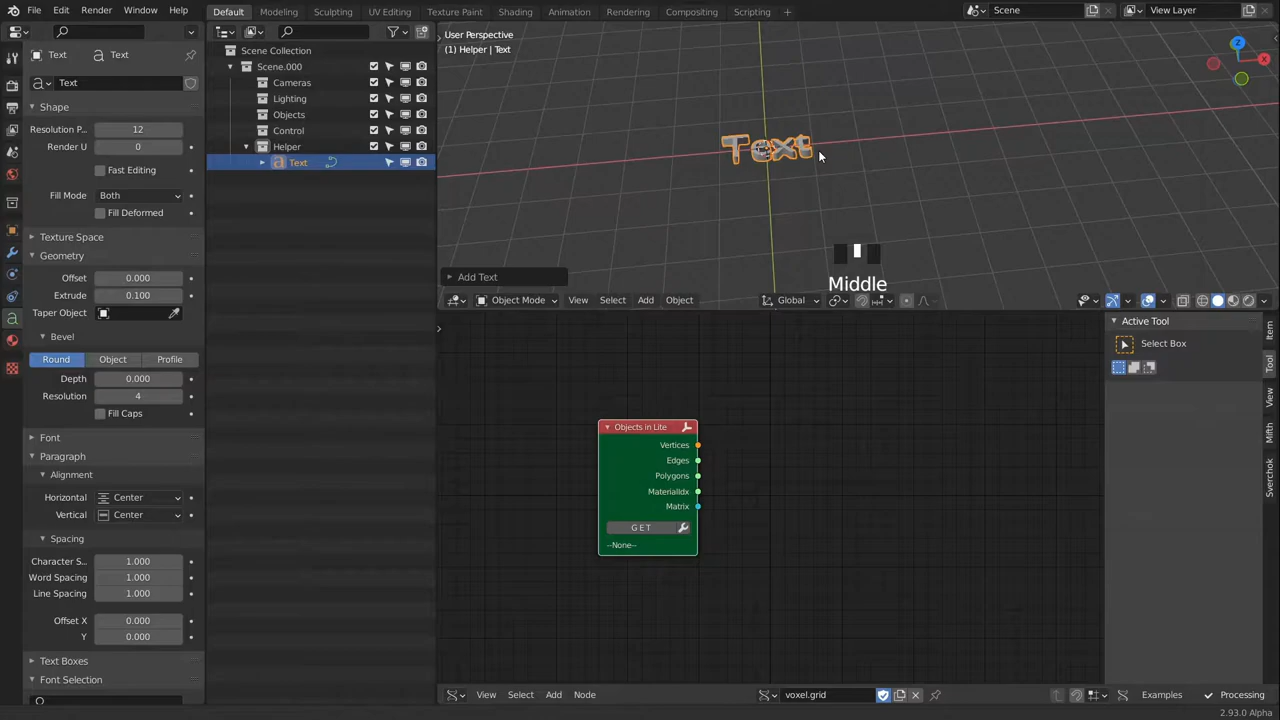 File Edit Render Window Help
Default Modeling Sculpting UV Editing Texture Paint Shading Animation Rendering Compositing Scripting +
Scene
View Layer
Text Text
Text
Shape
Resolution P... 12
Render U 0
Fast Editing
Fill Mode Both
Fill Deformed
Texture Space
Geometry
Offset 0.000
Extrude 0.100
Taper Object
Bevel
Round Object Profile
Depth 0.000
Resolution 4
Fill Caps
Font
Paragraph
Alignment
Horizontal Center
Vertical Center
Spacing
Character S... 1.000
Word Spacing 1.000
Line Spacing 1.000
Offset X 0.000
Y 0.000
Text Boxes
Font Selection
Scene Collection
Scene.000
Cameras
Lighting
Objects
Control
Helper
Text
User Perspective
(1) Helper | Text
Z
X
Text
Middle
Add Text
Object Mode View Select Add Object Global
Objects in Lite
Vertices
Edges
Polygons
MaterialIdx
Matrix
GET
--None--
Active Tool
Select Box
Item
Tool
View
Mifth
Sverchok
View Select Add Node voxel.grid Examples Processing
2.93.0 Alpha